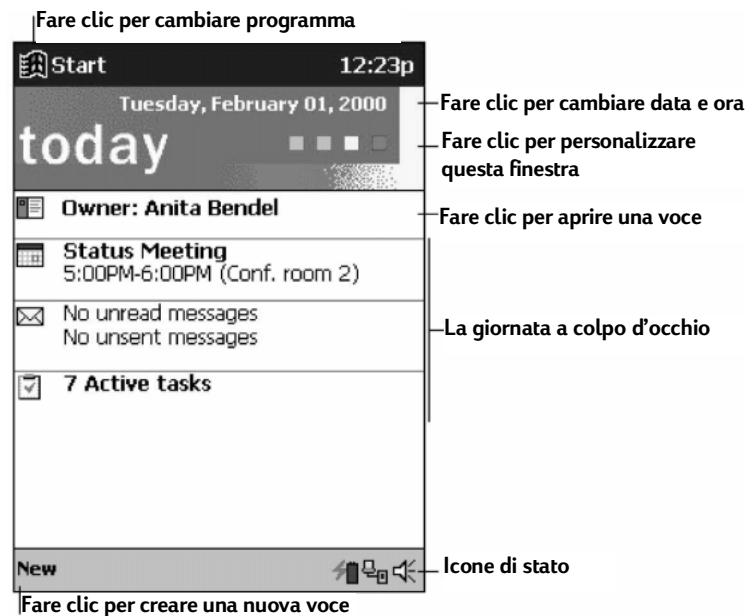 Fare clic per cambiare programma
Start 12:23p
Tuesday, February 01, 2000
today
Fare clic per cambiare data e ora
Fare clic per personalizzare
questa finestra
Owner: Anita Bendel
Fare clic per aprire una voce
Status Meeting
5:00PM-6:00PM (Conf. room 2)
No unread messages
No unsent messages
La giornata a colpo d'occhio
7 Active tasks
New
Icone di stato
Fare clic per creare una nuova voce